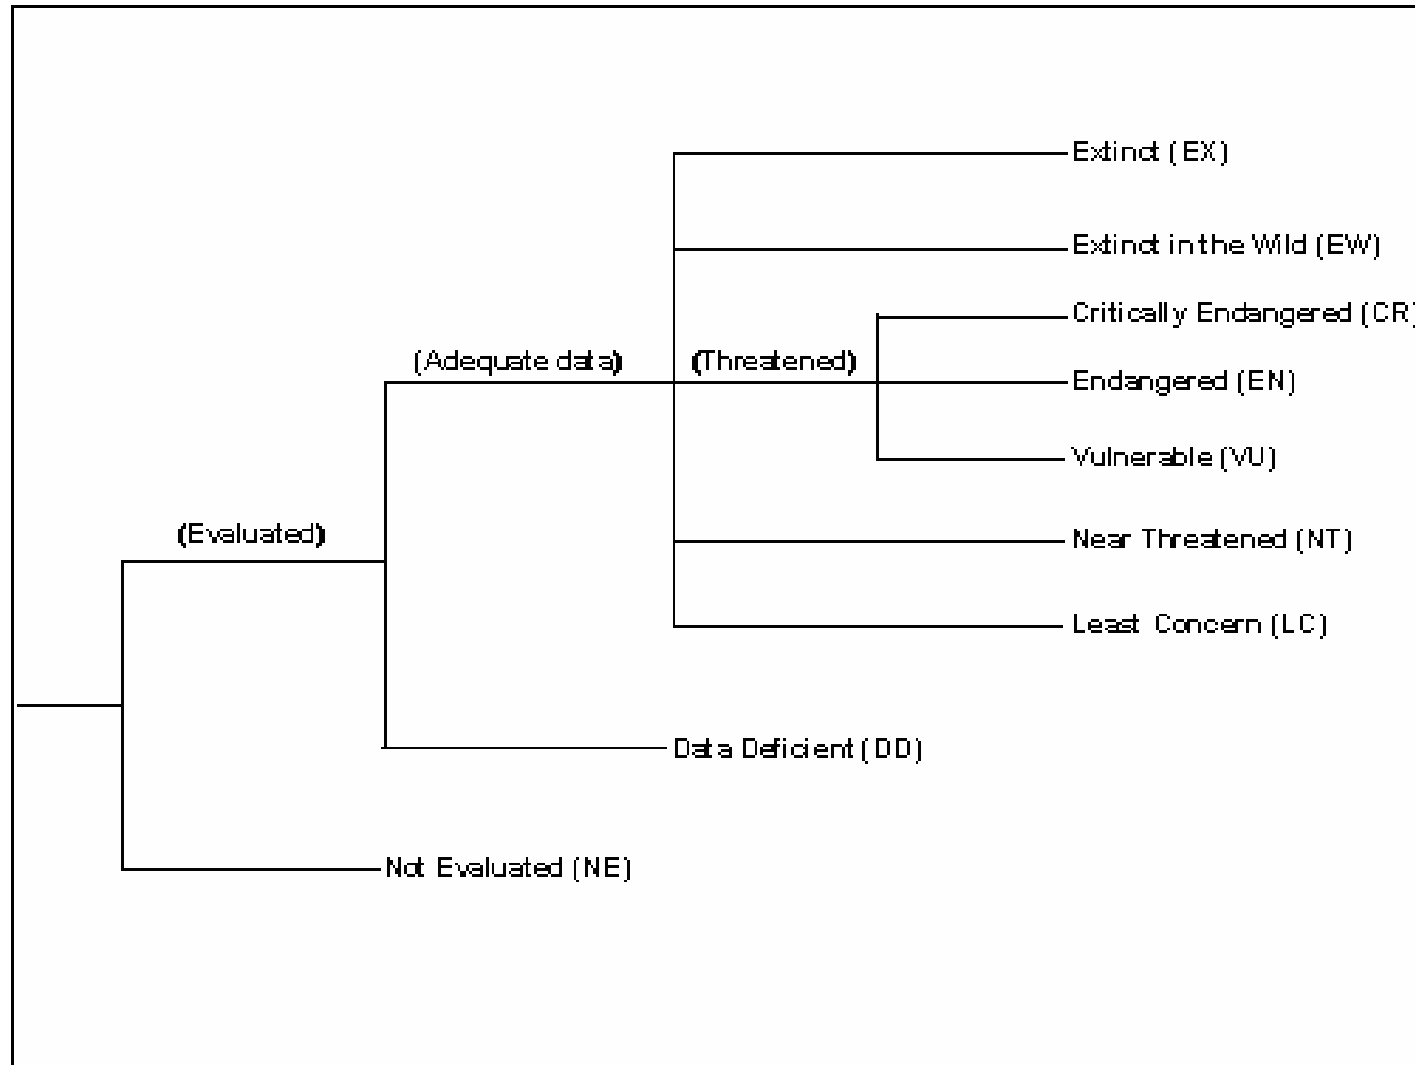 Extinct (EX)
Extinct in the Wild (EW)
Critically Endangered (CR)
(Adequate data)
(Threatened)
Endangered (EN)
Vulnerable (VU)
(Evaluated)
Near Threatened (NT)
Least Concern (LC)
Data Deficient (DD)
Not Evaluated (NE)